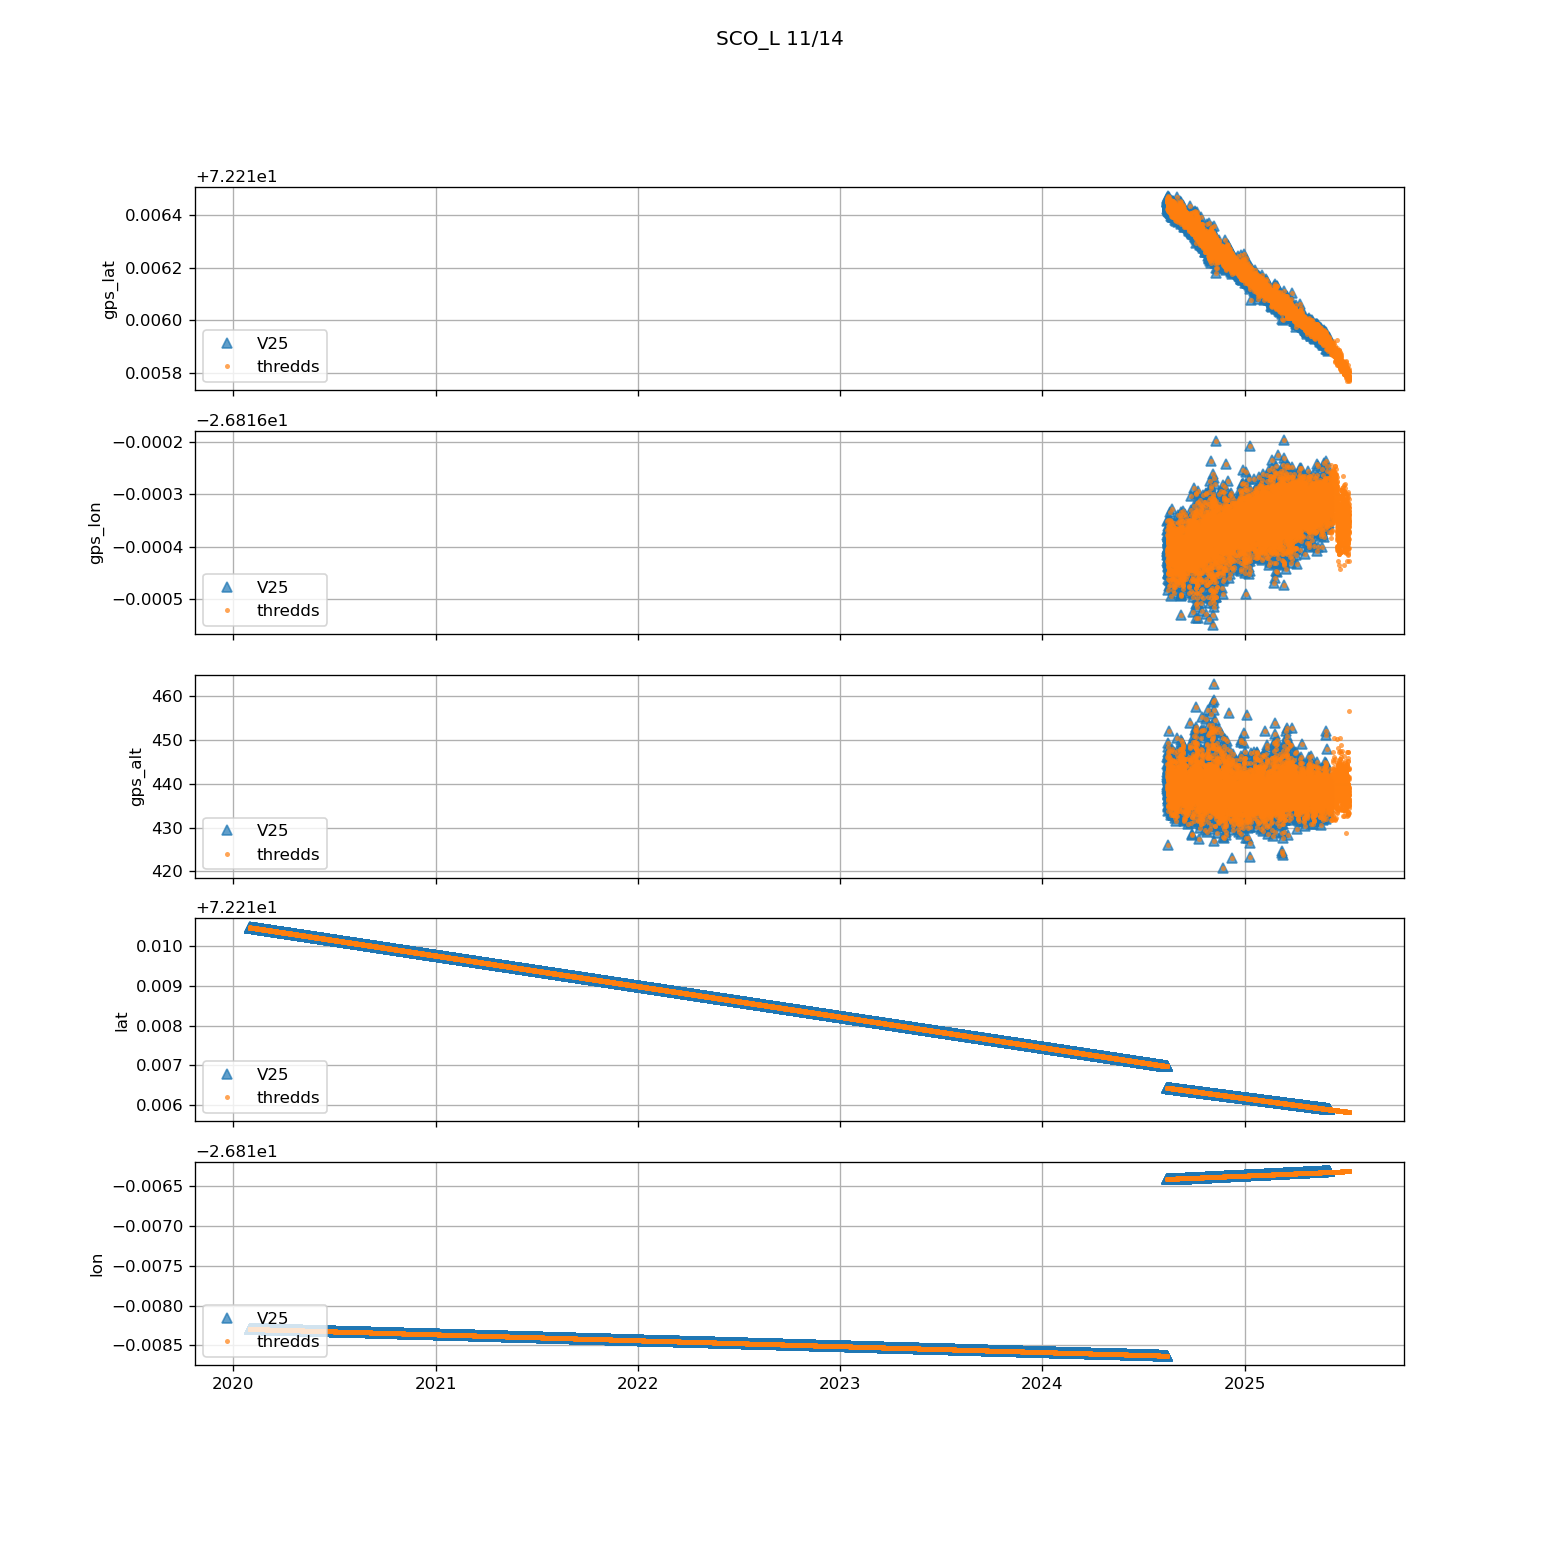 SCO_L 11/14
+7.221e1
0.0064
0.0062
0.0060
0.0058
gps_lat
V25
thredds
−2.6816e1
−0.0002
−0.0003
−0.0004
−0.0005
gps_lon
V25
thredds
460
450
440
430
420
gps_alt
V25
thredds
+7.221e1
0.010
0.009
0.008
0.007
0.006
lat
V25
thredds
−2.681e1
−0.0065
−0.0070
−0.0075
−0.0080
−0.0085
lon
V25
thredds
2020 2021 2022 2023 2024 2025